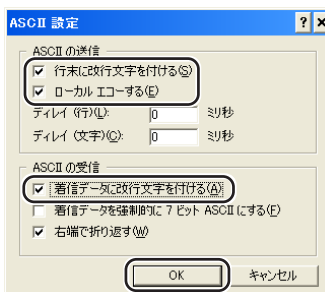 ASCII 設定
ASCII の送信
行末に改行文字を付ける(S)
ローカル エコーする(E)
ディレイ (行)(L): 0 ミリ秒
ディレイ (文字)(C): 0 ミリ秒
ASCII の受信
着信データに改行文字を付ける(A)
着信データを強制的に 7 ビット ASCII にする(F)
右端で折り返す(W)
OK キャンセル